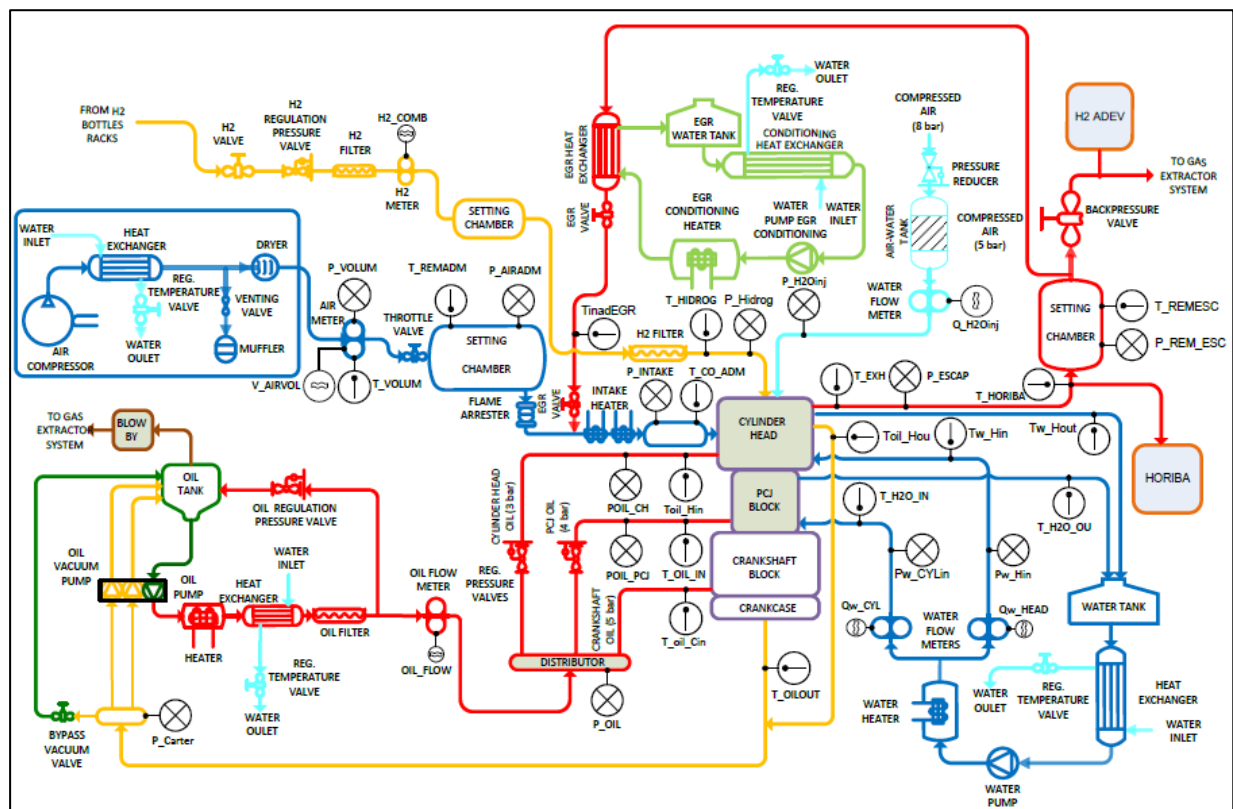 FROM H2
BOTTLES
RACKS
H2
VALVE
H2
REGULATION
PRESSURE
VALVE
H2
FILTER
H2_COMB
H2
METER
SETTING
CHAMBER
EGR HEAT
EXCHANGER
EGR
VALVE
EGR
WATER TANK
WATER
OULET
REG.
TEMPERATURE
VALVE
CONDITIONING
HEAT EXCHANGER
EGR
CONDITIONING
HEATER
WATER
PUMP EGR
CONDITIONING
WATER
INLET
COMPRESSED
AIR
(8 bar)
PRESSURE
REDUCER
AIR-WATER
TANK
COMPRESSED
AIR
(5 bar)
WATER
FLOW
METER
Q_H2Oinj
H2 ADEV
TO GAS
EXTRACTOR
SYSTEM
BACKPRESSURE
VALVE
SETTING
CHAMBER
T_REMESC
P_REM_ESC
T_HORIBA
HORIBA
WATER
INLET
HEAT
EXCHANGER
DRYER
REG.
TEMPERATURE
VALVE
VENTING
VALVE
WATER
OULET
MUFFLER
AIR
COMPRESSOR
P_VOLUM
AIR
METER
V_AIRVOL
T_VOLUM
THROTTLE
VALVE
T_REMADM
P_AIRADM
SETTING
CHAMBER
FLAME
ARRESTER
EGR
VALVE
TinadEGR
H2 FILTER
T_HIDROG
P_Hidrog
P_H2Oinj
INTAKE
HEATER
P_INTAKE
T_CO_ADM
CYLINDER
HEAD
T_EXH
P_ESCAP
Toil_Hou
Tw_Hin
Tw_Hout
TO GAS
EXTRACTOR
SYSTEM
BLOW
BY
OIL
TANK
OIL REGULATION
PRESSURE VALVE
OIL
VACUUM
PUMP
OIL
PUMP
HEATER
HEAT
EXCHANGER
WATER
INLET
OIL FILTER
REG.
TEMPERATURE
VALVE
WATER
OULET
BYPASS
VACUUM
VALVE
P_Carter
OIL FLOW
METER
OIL_FLOW
CYLINDER HEAD
OIL (3 bar)
PCJ OIL
(4 bar)
REG.
PRESSURE
VALVES
CRANKSHAFT
OIL (5 bar)
DISTRIBUTOR
P_OIL
POIL_CH
Toil_Hin
POIL_PCJ
T_OIL_IN
T_oil_Cin
PCJ
BLOCK
CRANKSHAFT
BLOCK
CRANKCASE
T_OILOUT
T_H2O_IN
T_H2O_OU
Pw_CYLin
Pw_Hin
Qw_CYL
Qw_HEAD
WATER
FLOW
METERS
WATER
HEATER
WATER
PUMP
WATER TANK
REG.
TEMPERATURE
VALVE
WATER
OULET
HEAT
EXCHANGER
WATER
INLET